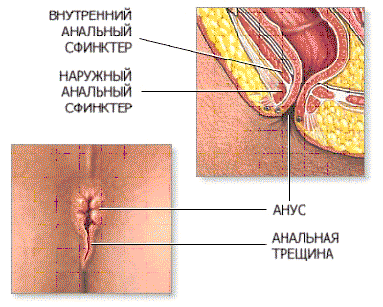 ВНУТРЕННИЙ
АНАЛЬНЫЙ
СФИНКТЕР
НАРУЖНЫЙ
АНАЛЬНЫЙ
СФИНКТЕР
АНУС
АНАЛЬНАЯ
ТРЕЩИНА